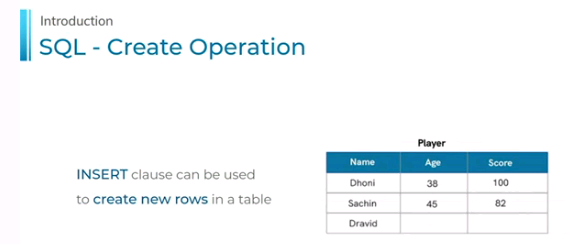 Introduction
SQL - Create Operation
INSERT clause can be used
to create new rows in a table
Player
Name Age Score
Dhoni 38 100
Sachin 45 82
Dravid